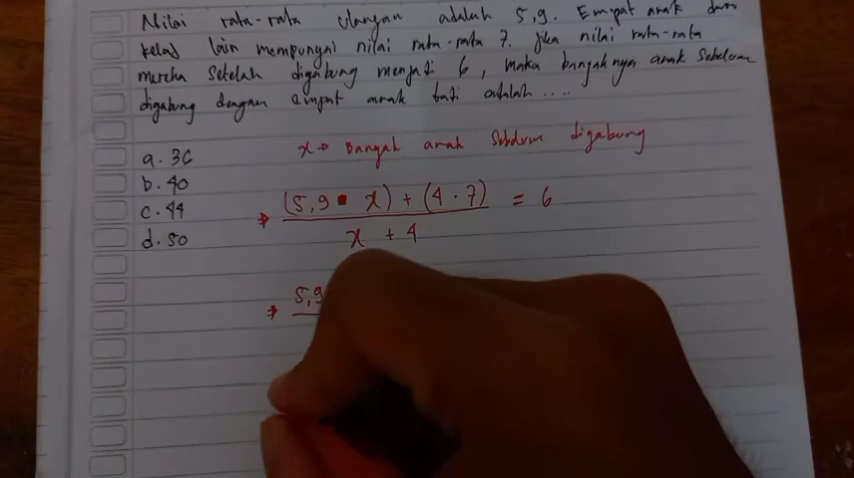 Nilai rata-rata ulangan adalah 5,9. Empat anak dari
kelas lain mempunyai nilai rata-rata 7. jika nilai rata-rata
mereka setelah digabung menjadi 6, maka banyaknya anak sebelum
digabung dengan empat anak tadi adalah ....
a. 36
b. 40
c. 44
d. 50
x → Banyak anak sebelum digabung
⇒ (5,9 • x) + (4 . 7) / x + 4 = 6
⇒ 5,9